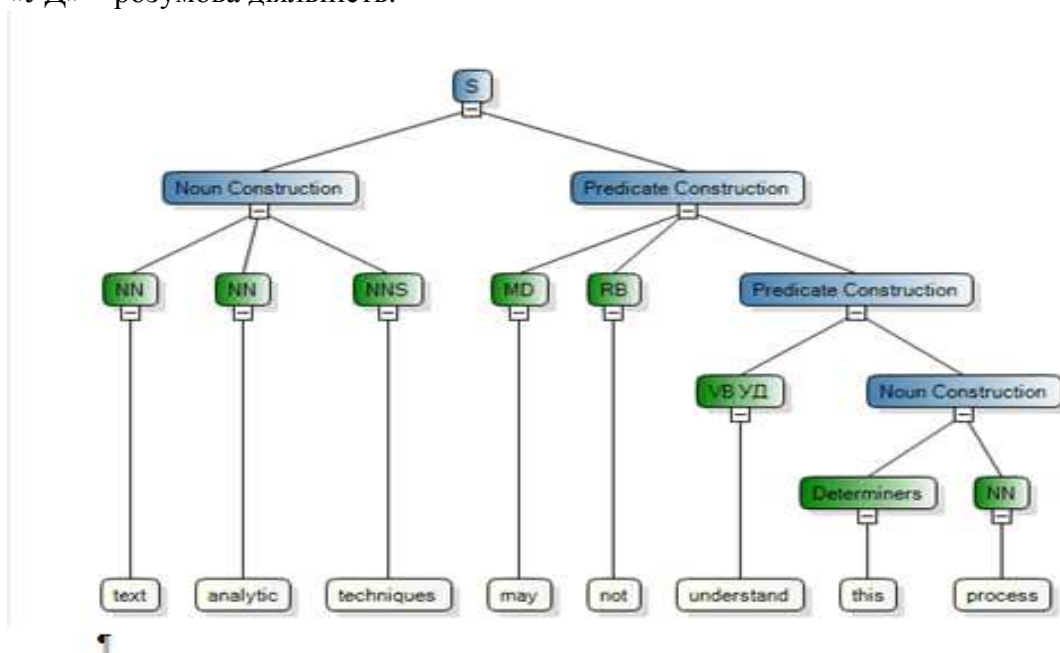 «УД» – розумова діяльність.
S
Noun Construction Predicate Construction
NN NN NNS MD RB Predicate Construction
VB УД Noun Construction
Determiners NN
text analytic techniques may not understand this process
¶